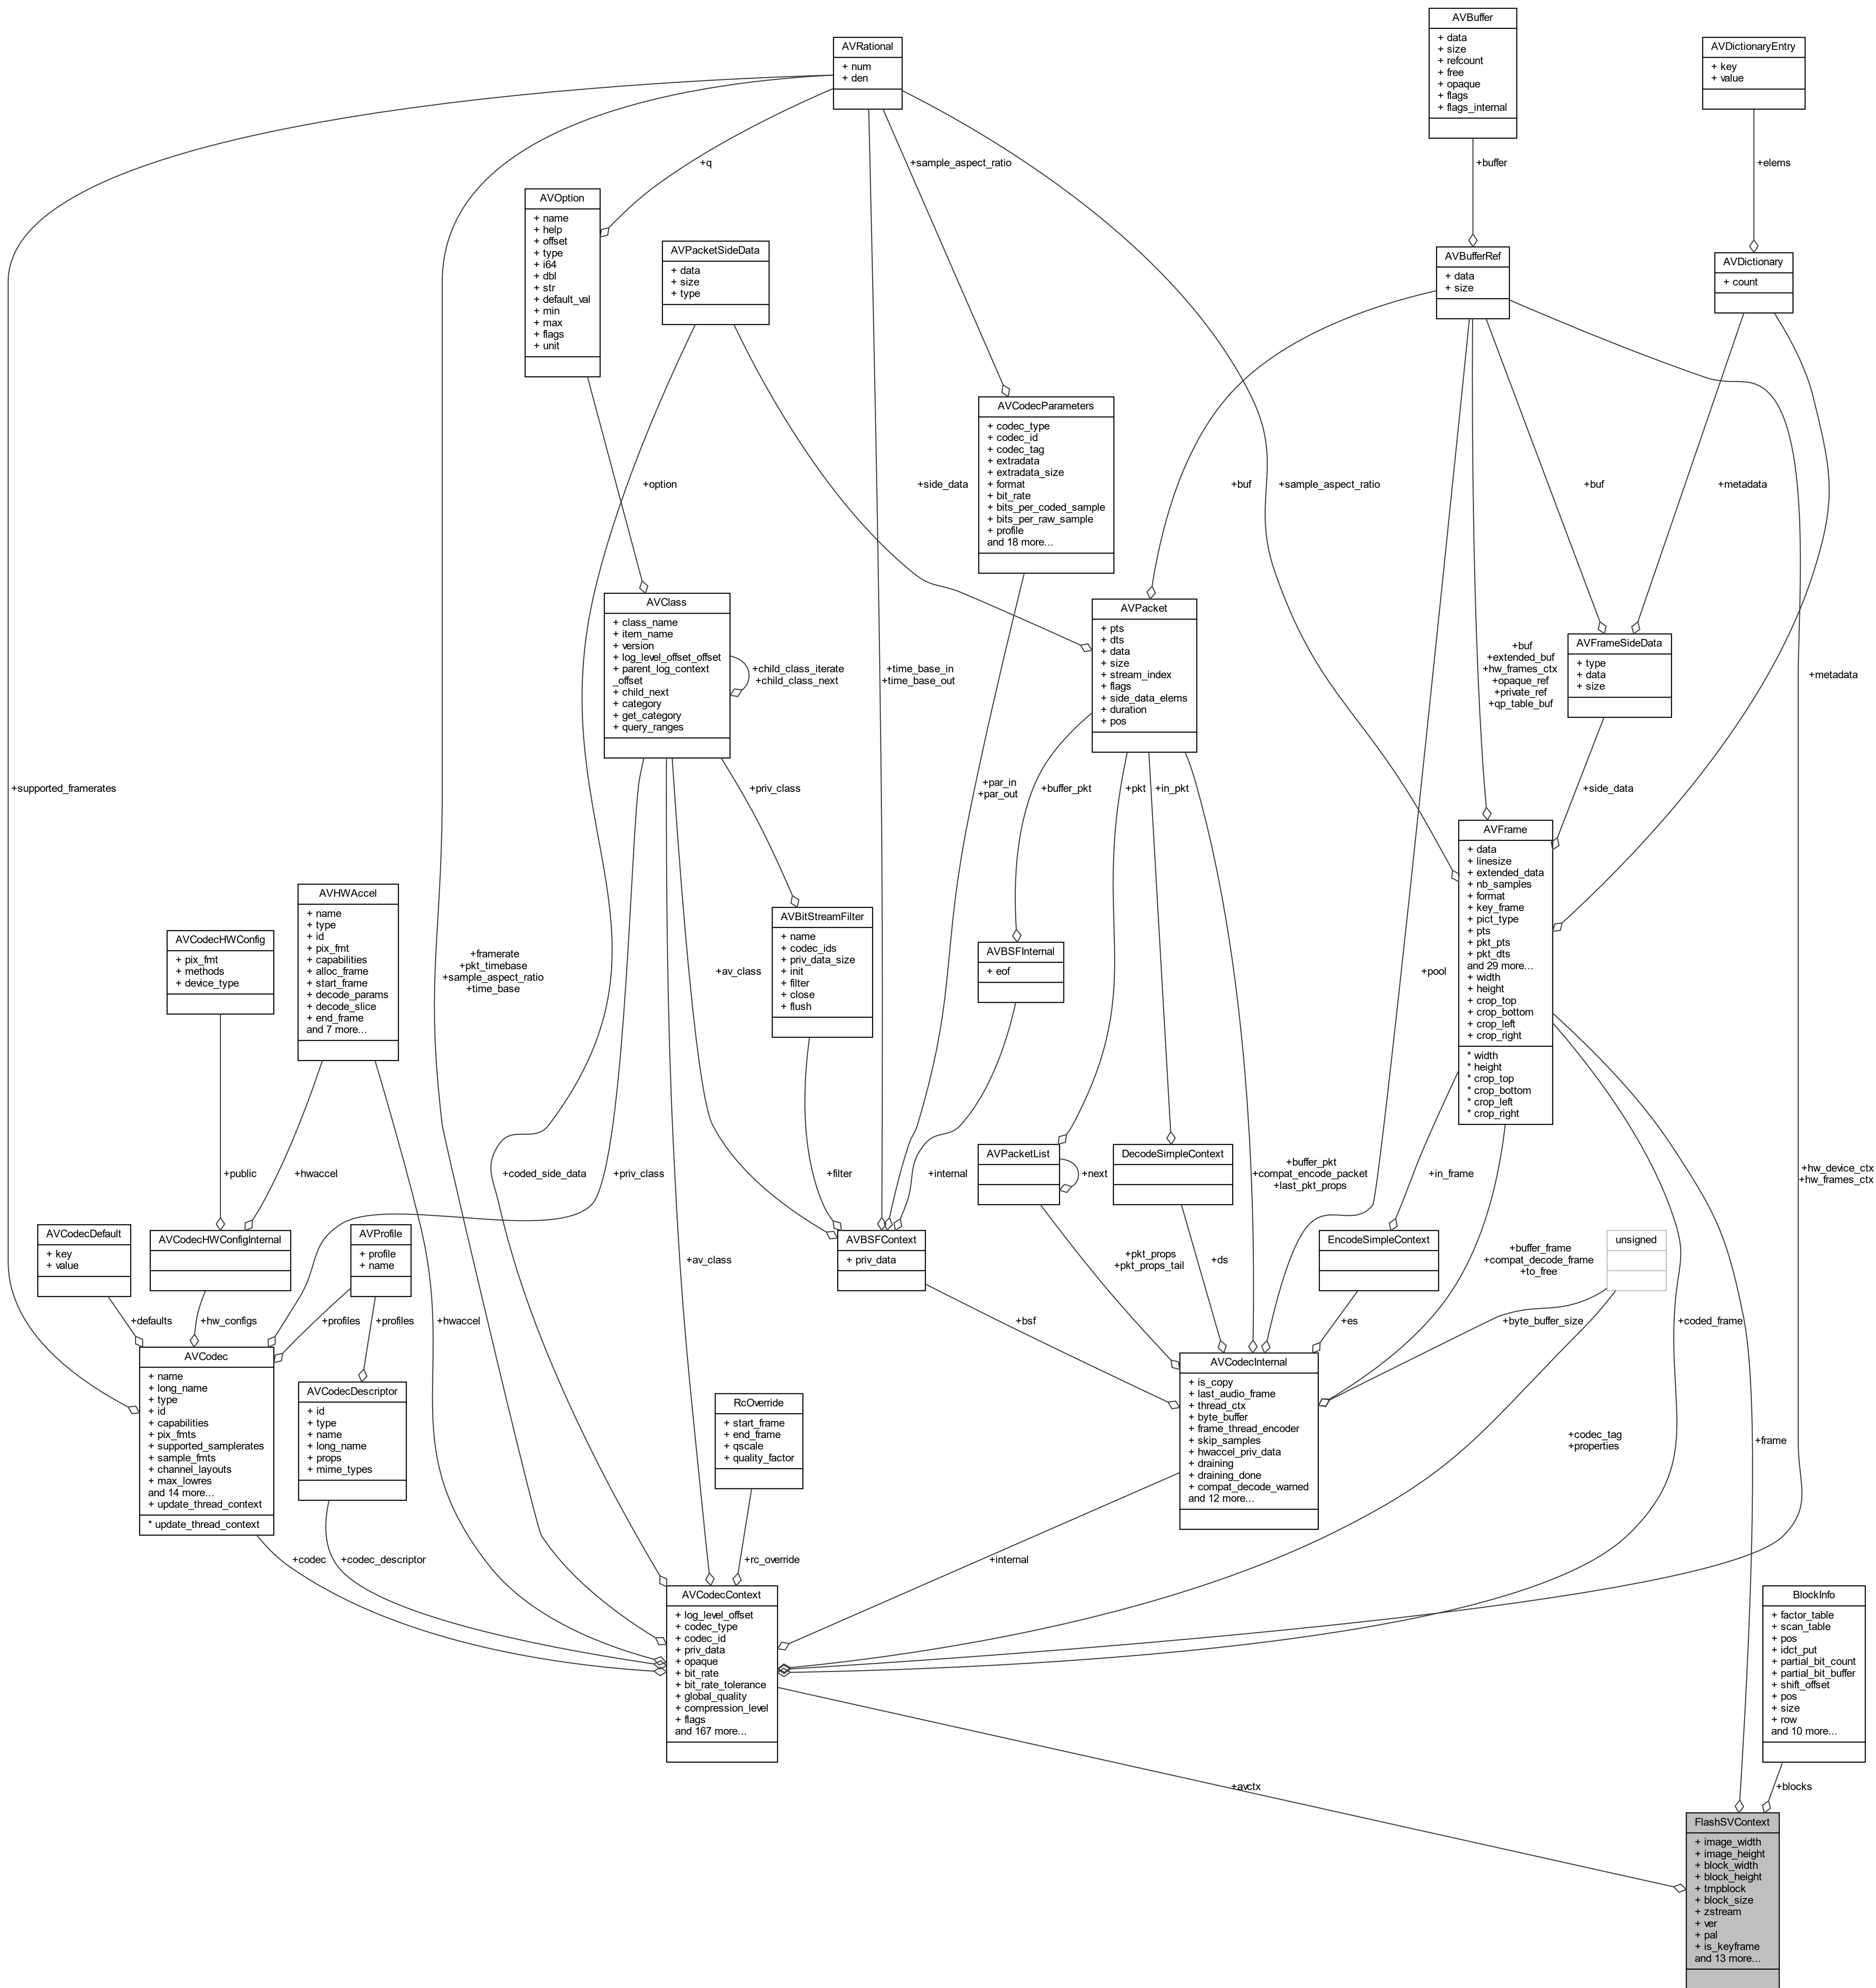 AVBuffer
+ data
+ size
+ refcount
+ free
+ opaque
+ flags
+ flags_internal
AVRational
+ num
+ den
AVDictionaryEntry
+ key
+ value
+q
+sample_aspect_ratio
+buffer
+elems
AVOption
+ name
+ help
+ offset
+ type
+ i64
+ dbl
+ str
+ default_val
+ min
+ max
+ flags
+ unit
AVPacketSideData
+ data
+ size
+ type
AVBufferRef
+ data
+ size
AVDictionary
+ count
AVCodecParameters
+ codec_type
+ codec_id
+ codec_tag
+ extradata
+ extradata_size
+ format
+ bit_rate
+ bits_per_coded_sample
+ bits_per_raw_sample
+ profile
and 18 more...
+option
+side_data
+buf
+sample_aspect_ratio
+buf
+metadata
AVClass
+ class_name
+ item_name
+ version
+ log_level_offset_offset
+ parent_log_context
_offset
+ child_next
+ category
+ get_category
+ query_ranges
+child_class_iterate
+child_class_next
+time_base_in
+time_base_out
AVPacket
+ pts
+ dts
+ data
+ size
+ stream_index
+ flags
+ side_data_elems
+ duration
+ pos
+buf
+extended_buf
+hw_frames_ctx
+opaque_ref
+private_ref
+qp_table_buf
AVFrameSideData
+ type
+ data
+ size
+metadata
+supported_framerates
+priv_class
+par_in
+par_out
+buffer_pkt
+pkt
+in_pkt
+side_data
AVFrame
+ data
+ linesize
+ extended_data
+ nb_samples
+ format
+ key_frame
+ pict_type
+ pts
+ pkt_pts
+ pkt_dts
and 29 more...
+ width
+ height
+ crop_top
+ crop_bottom
+ crop_left
+ crop_right
* width
* height
* crop_top
* crop_bottom
* crop_left
* crop_right
AVCodecHWConfig
+ pix_fmt
+ methods
+ device_type
AVHWAccel
+ name
+ type
+ id
+ pix_fmt
+ capabilities
+ alloc_frame
+ start_frame
+ decode_params
+ decode_slice
+ end_frame
and 7 more...
+framerate
+pkt_timebase
+sample_aspect_ratio
+time_base
+av_class
AVBitStreamFilter
+ name
+ codec_ids
+ priv_data_size
+ init
+ filter
+ close
+ flush
AVBSFInternal
+ eof
+pool
+public
+hwaccel
+coded_side_data
+priv_class
+filter
+internal
AVPacketList
+next
DecodeSimpleContext
+buffer_pkt
+compat_encode_packet
+last_pkt_props
+in_frame
+hw_device_ctx
+hw_frames_ctx
AVCodecDefault
+ key
+ value
AVCodecHWConfigInternal
AVProfile
+ profile
+ name
+av_class
AVBSFContext
+ priv_data
+pkt_props
+pkt_props_tail
+ds
EncodeSimpleContext
+buffer_frame
+compat_decode_frame
+to_free
unsigned
+defaults
+hw_configs
+profiles
+profiles
+hwaccel
+bsf
+es
+byte_buffer_size
+coded_frame
AVCodec
+ name
+ long_name
+ type
+ id
+ capabilities
+ pix_fmts
+ supported_samplerates
+ sample_fmts
+ channel_layouts
+ max_lowres
and 14 more...
+ update_thread_context
* update_thread_context
AVCodecDescriptor
+ id
+ type
+ name
+ long_name
+ props
+ mime_types
RcOverride
+ start_frame
+ end_frame
+ qscale
+ quality_factor
AVCodecInternal
+ is_copy
+ last_audio_frame
+ thread_ctx
+ byte_buffer
+ frame_thread_encoder
+ skip_samples
+ hwaccel_priv_data
+ draining
+ draining_done
+ compat_decode_warned
and 12 more...
+codec_tag
+properties
+frame
+codec
+codec_descriptor
+rc_override
+internal
AVCodecContext
+ log_level_offset
+ codec_type
+ codec_id
+ priv_data
+ opaque
+ bit_rate
+ bit_rate_tolerance
+ global_quality
+ compression_level
+ flags
and 167 more...
BlockInfo
+ factor_table
+ scan_table
+ pos
+ idct_put
+ partial_bit_count
+ partial_bit_buffer
+ shift_offset
+ pos
+ size
+ row
and 10 more...
+avctx
+blocks
FlashSVContext
+ image_width
+ image_height
+ block_width
+ block_height
+ tmpblock
+ block_size
+ zstream
+ ver
+ pal
+ is_keyframe
and 13 more...